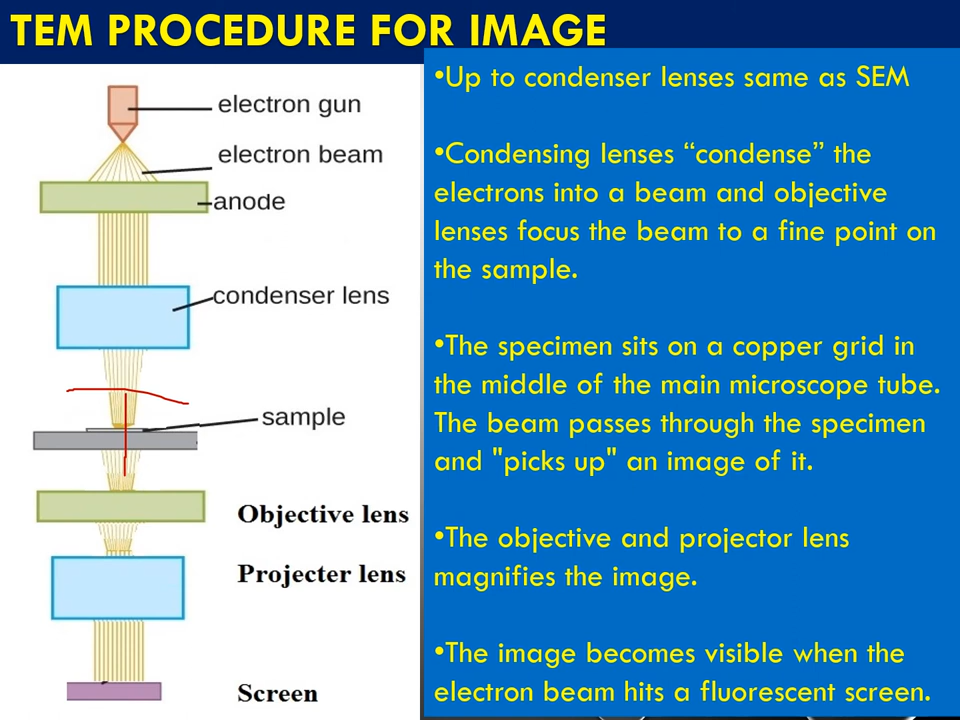 TEM PROCEDURE FOR IMAGE
electron gun
electron beam
anode
condenser lens
sample
Objective lens
Projecter lens
Screen
•Up to condenser lenses same as SEM
•Condensing lenses “condense” the
electrons into a beam and objective
lenses focus the beam to a fine point on
the sample.
•The specimen sits on a copper grid in
the middle of the main microscope tube.
The beam passes through the specimen
and "picks up" an image of it.
•The objective and projector lens
magnifies the image.
•The image becomes visible when the
electron beam hits a fluorescent screen.